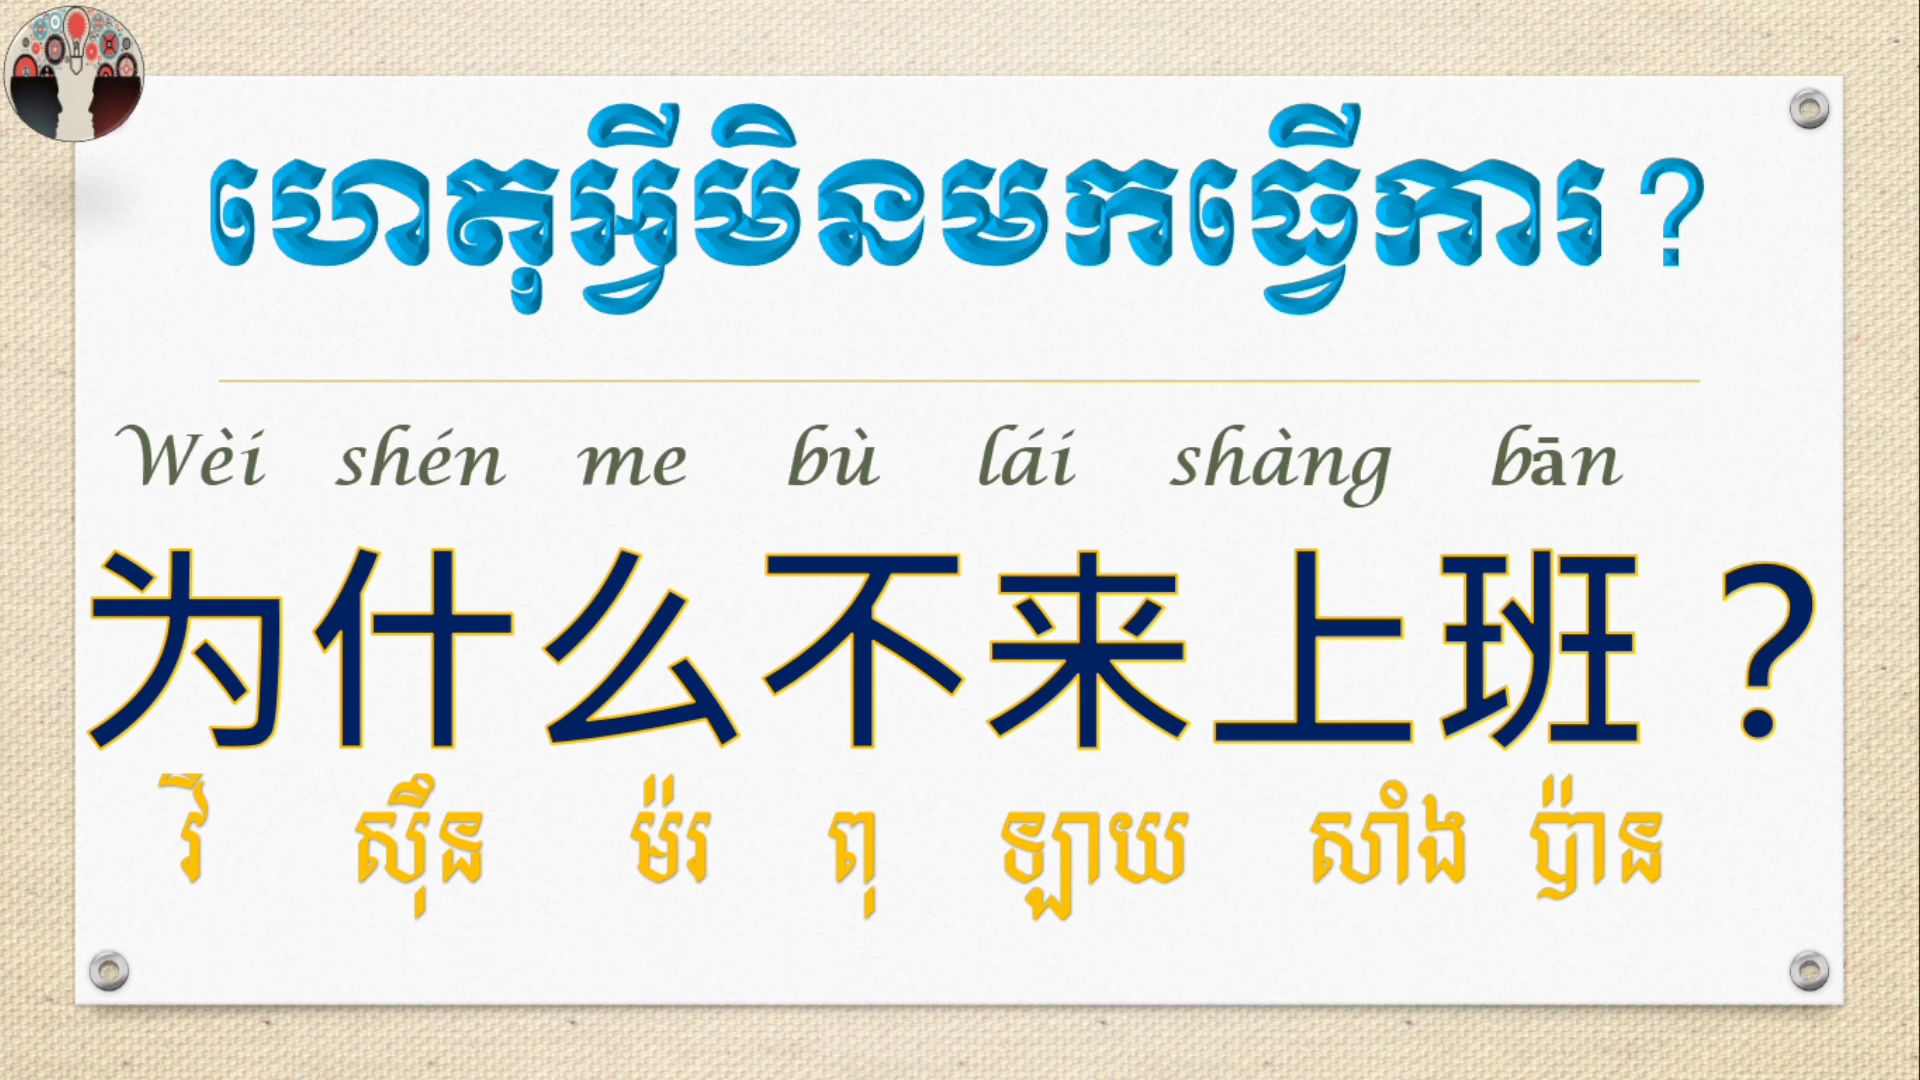 ហេតុអ្វីមិនមកធ្វើការ ?
Wèi shén me bù lái shàng bān
为什么不来上班？
វី ស៊ឺន ម៉រ ពុ ឡាយ សាំង ប៉ាន